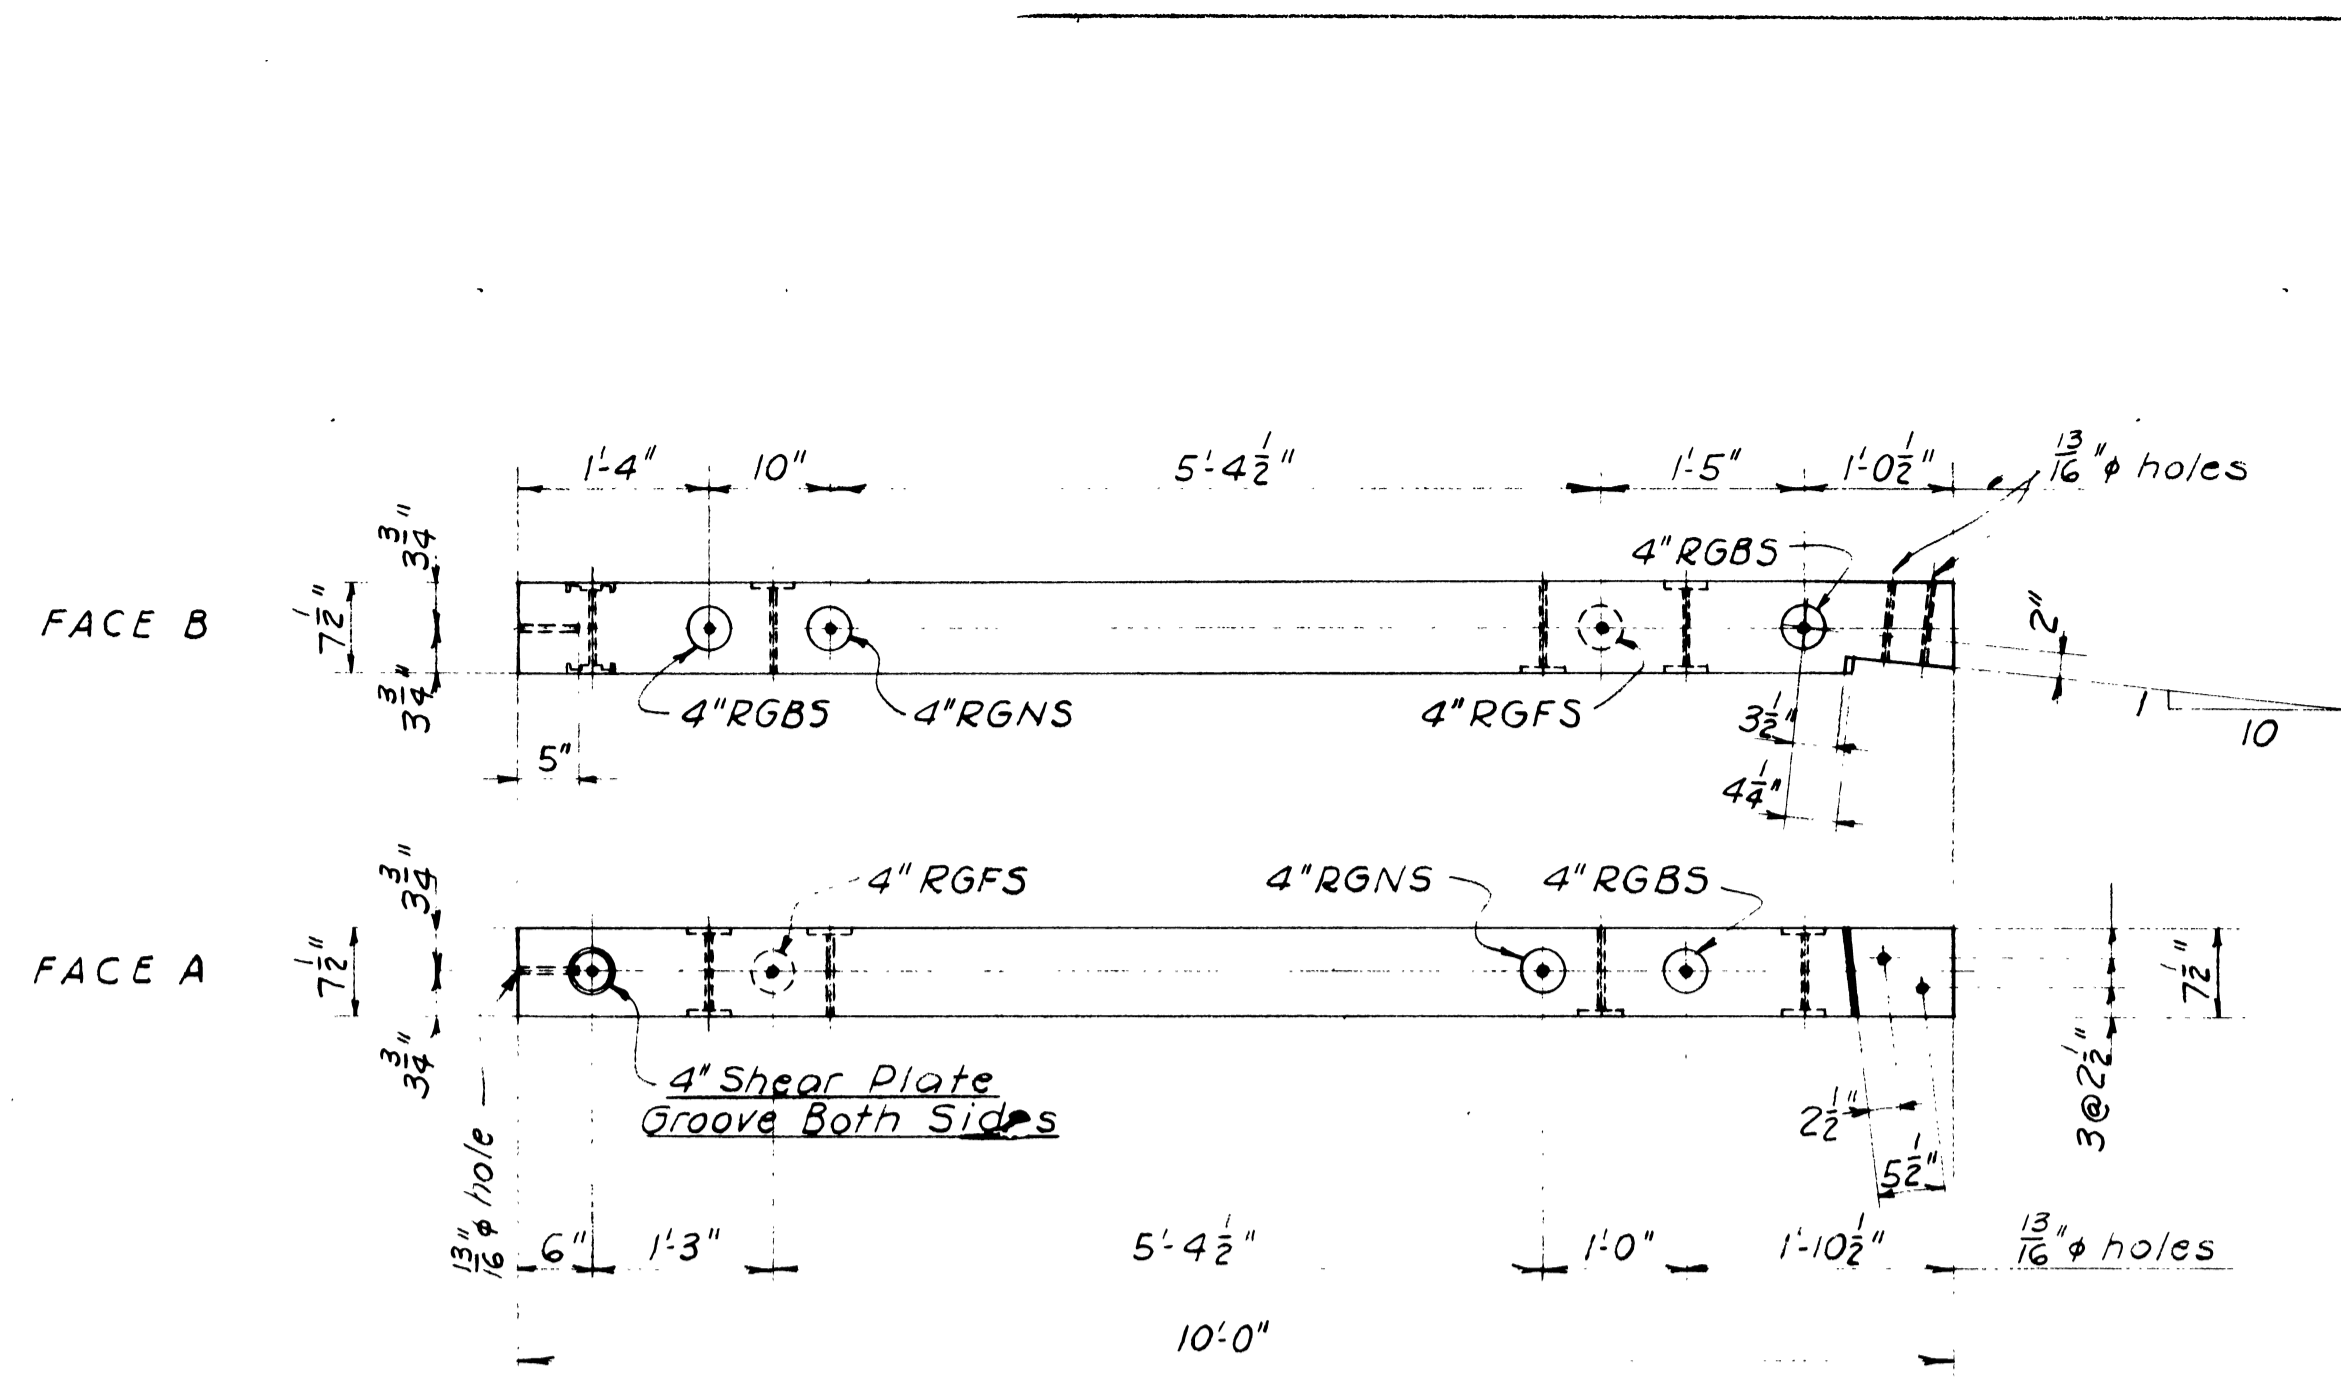 1'-4" 10" 5'-4 1/2" 1'-5" 1'-0 1/2" 13/16" φ holes
3 3/4"
4" RGBS
FACE B 7 1/2" 2"
3 3/4"
4" RGBS 4" RGNS 4" RGFS 3 1/2" 1
10
5"
4 1/4"
3 3/4"
4" RGFS 4" RGNS 4" RGBS
FACE A 7 1/2" 7 1/2"
3 3/4"
4" Shear Plate
Groove Both Sides
2 1/2" 3@2 1/2"
5 1/2"
13/16" φ hole
6" 1'-3" 5'-4 1/2" 1'-0" 1'-10 1/2" 13/16" φ holes
10'-0"